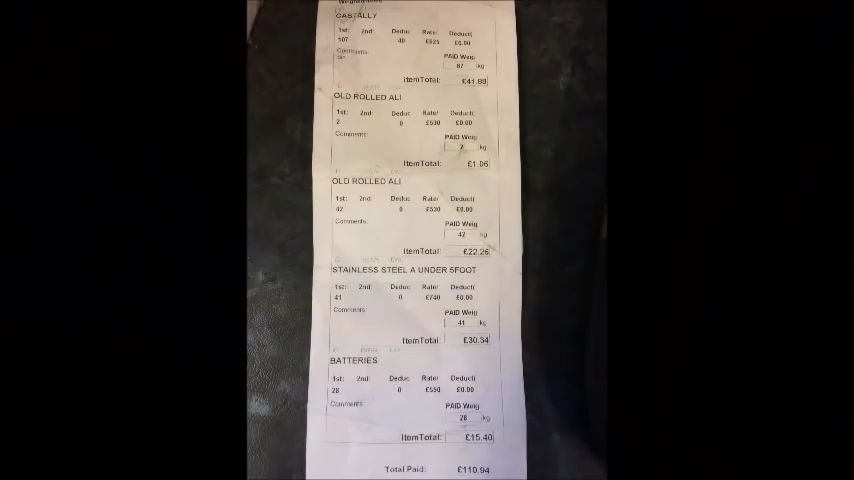 CASTALLY
1st: 2nd: Deduc Rate/ Deduct/
107 40 £625 £0.00
Comments:
PAID Weig
67 kg
ItemTotal: £41.88
OLD ROLLED ALI
1st: 2nd: Deduc Rate/ Deduct/
2 0 £530 £0.00
Comments:
PAID Weig
2 kg
ItemTotal: £1.06
OLD ROLLED ALI
1st: 2nd: Deduc Rate/ Deduct/
42 0 £530 £0.00
Comments:
PAID Weig
42 kg
ItemTotal: £22.26
STAINLESS STEEL A UNDER 5FOOT
1st: 2nd: Deduc Rate/ Deduct/
41 0 £740 £0.00
Comments:
PAID Weig
41 kg
ItemTotal: £30.34
BATTERIES
1st: 2nd: Deduc Rate/ Deduct/
28 0 £550 £0.00
Comments:
PAID Weig
28 kg
ItemTotal: £15.40
Total Paid: £110.94